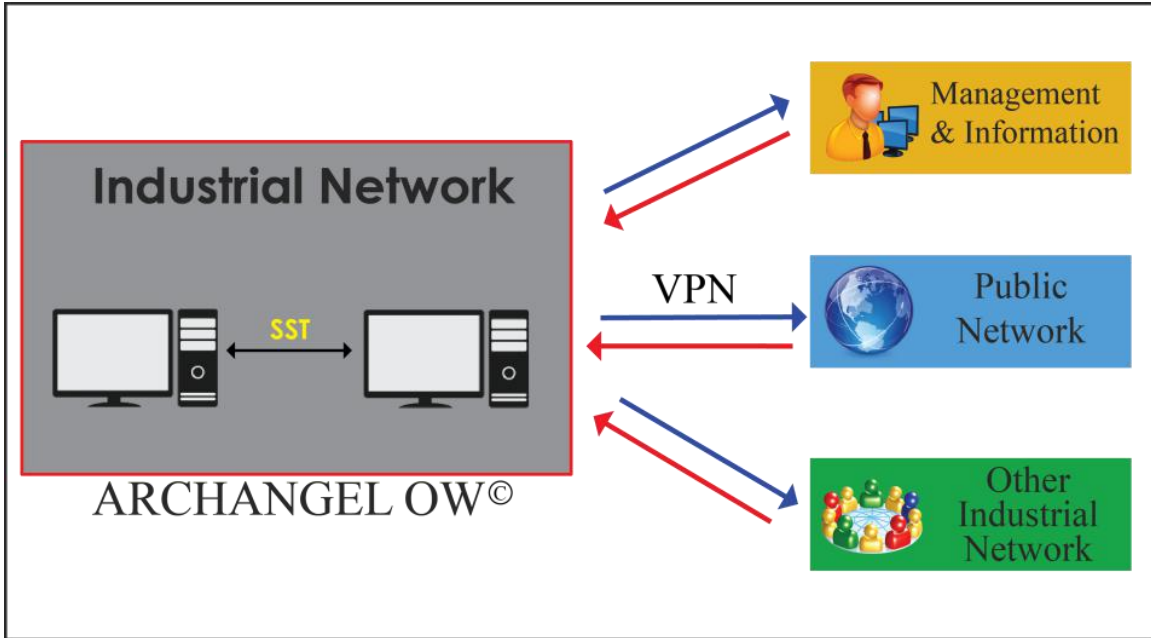 Industrial Network
SST
ARCHANGEL OW©
VPN
Management
& Information
Public
Network
Other
Industrial
Network